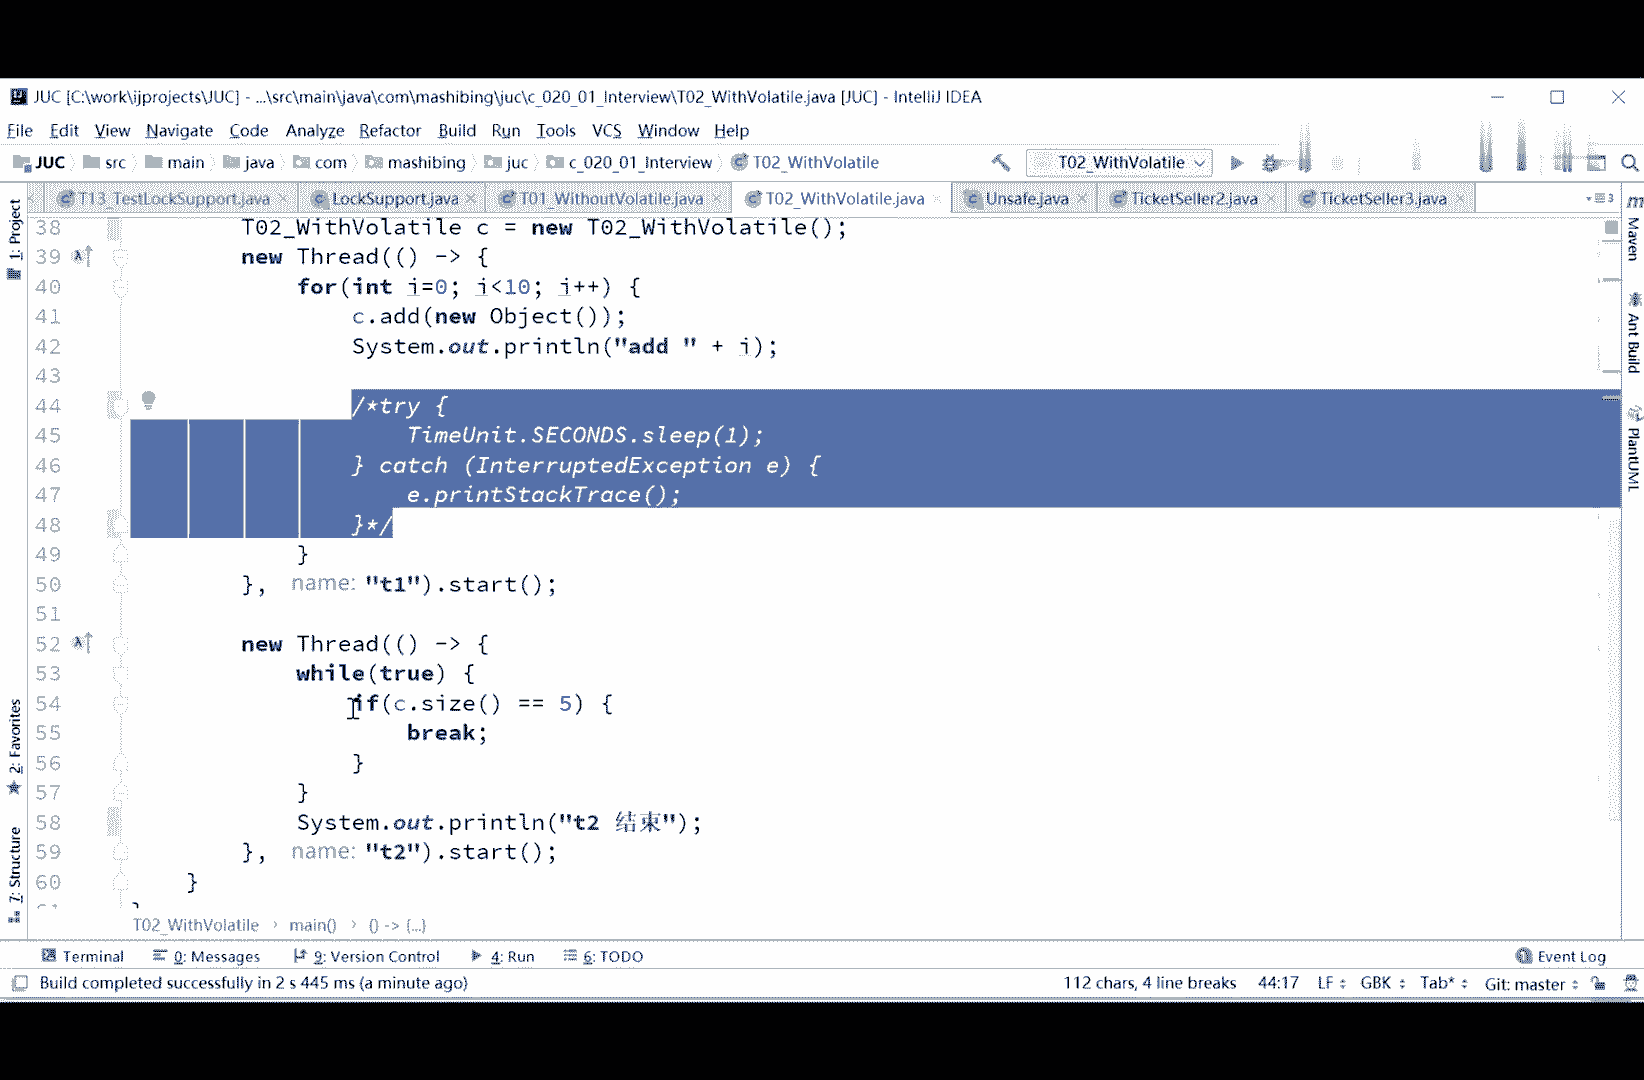 JUC [C:\work\ijprojects\JUC] - ...\src\main\java\com\mashibing\juc\c_020_01_Interview\T02_WithVolatile.java [JUC] - IntelliJ IDEA
File Edit View Navigate Code Analyze Refactor Build Run Tools VCS Window Help
JUC src main java com mashibing juc c_020_01_Interview T02_WithVolatile T02_WithVolatile
T13_TestLockSupport.java LockSupport.java T01_WithoutVolatile.java T02_WithVolatile.java Unsafe.java TicketSeller2.java TicketSeller3.java
1: Project
2: Favorites
7: Structure
38 T02_WithVolatile c = new T02_WithVolatile();
39 new Thread(() -> {
40 for(int i=0; i<10; i++) {
41 c.add(new Object());
42 System.out.println("add " + i);
43
44 /*try {
45 TimeUnit.SECONDS.sleep(1);
46 } catch (InterruptedException e) {
47 e.printStackTrace();
48 }*/
49 }
50 }, name: "t1").start();
51
52 new Thread(() -> {
53 while(true) {
54 if(c.size() == 5) {
55 break;
56 }
57 }
58 System.out.println("t2 结束");
59 }, name: "t2").start();
60 }
Maven
Ant Build
PlantUML
T02_WithVolatile main() () -> {...}
Terminal 0: Messages 9: Version Control 4: Run 6: TODO Event Log
Build completed successfully in 2 s 445 ms (a minute ago) 112 chars, 4 line breaks 44:17 LF GBK Tab* Git: master